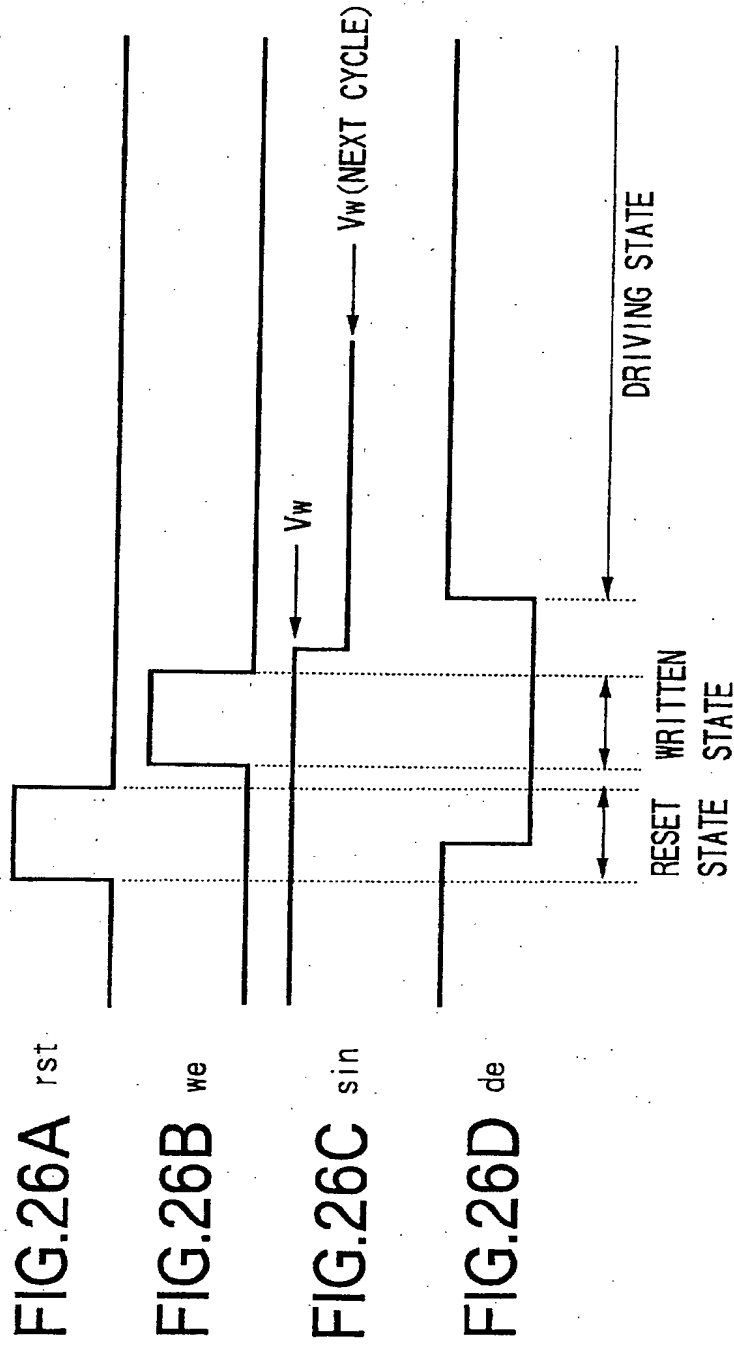 FIG.26A rst
FIG.26B we
FIG.26C sin
Vw
Vw(NEXT CYCLE)
FIG.26D de
RESET STATE
WRITTEN STATE
DRIVING STATE